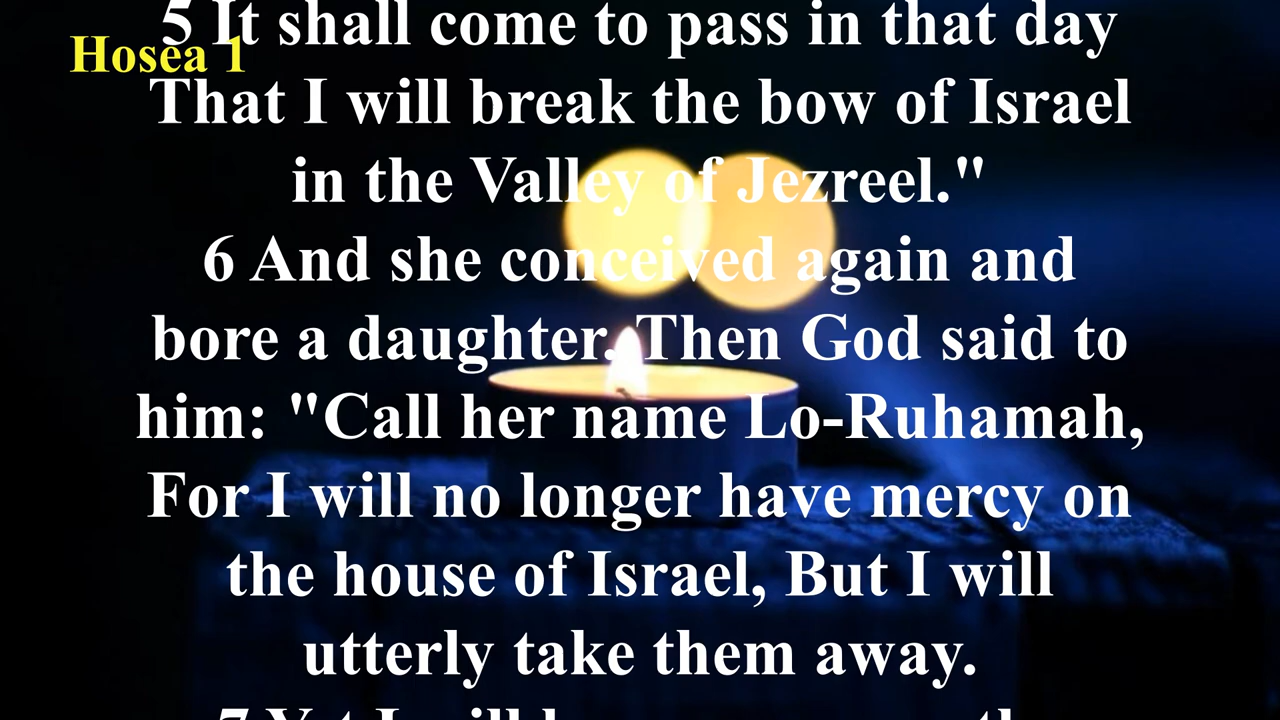 5 It shall come to pass in that day
Hosea 1
That I will break the bow of Israel
in the Valley of Jezreel."
6 And she conceived again and
bore a daughter. Then God said to
him: "Call her name Lo-Ruhamah,
For I will no longer have mercy on
the house of Israel, But I will
utterly take them away.
7 Yet I will